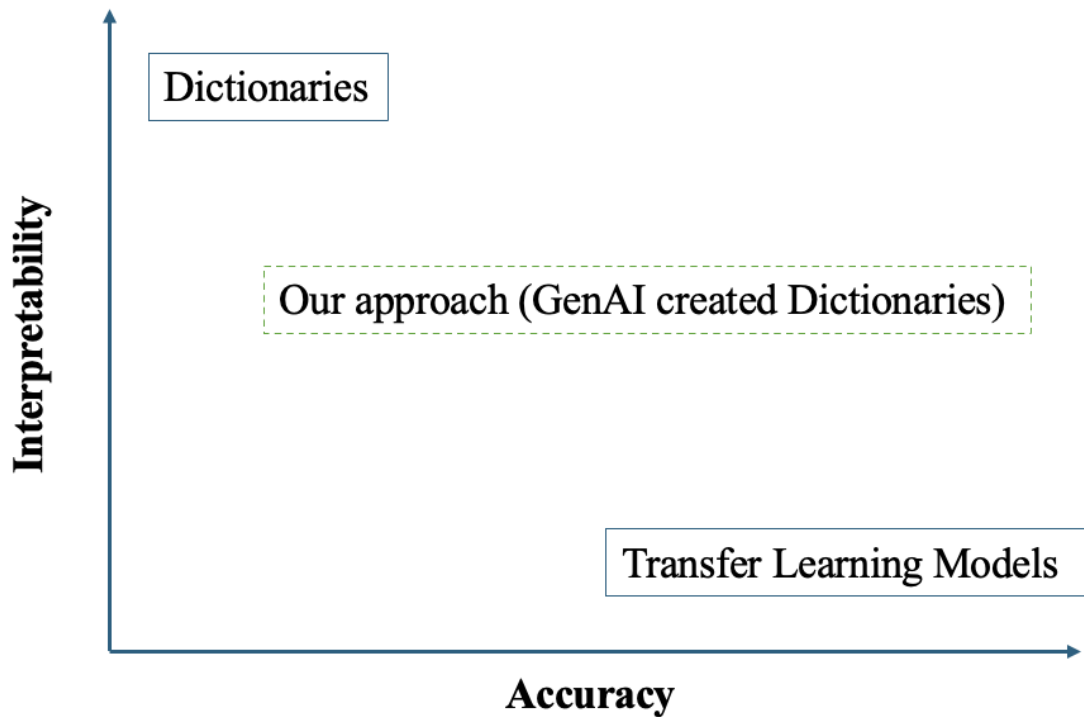 Dictionaries
Interpretability
Our approach (GenAI created Dictionaries)
Transfer Learning Models
Accuracy